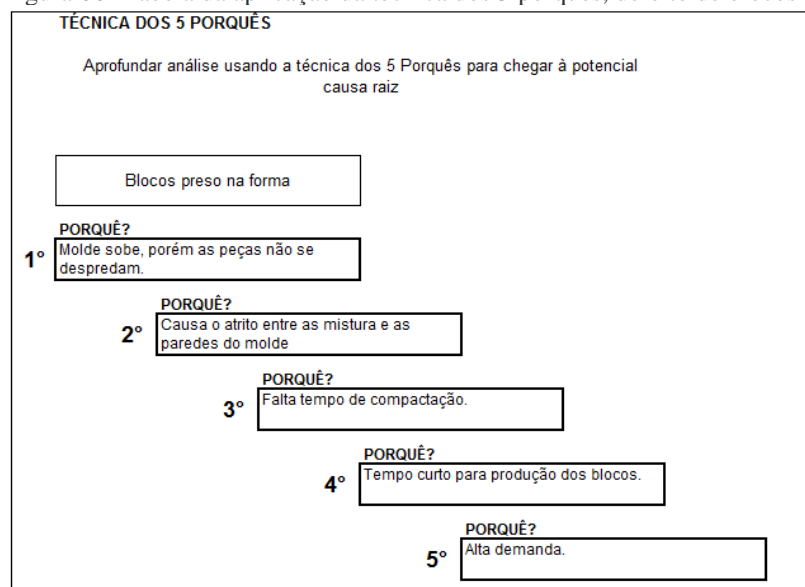 TÉCNICA DOS 5 PORQUÊS
Aprofundar análise usando a técnica dos 5 Porquês para chegar à potencial
causa raiz
Blocos preso na forma
PORQUÊ?
1° Molde sobe, porém as peças não se
despredam.
PORQUÊ?
2° Causa o atrito entre as mistura e as
paredes do molde
PORQUÊ?
3° Falta tempo de compactação.
PORQUÊ?
4° Tempo curto para produção dos blocos.
PORQUÊ?
5° Alta demanda.